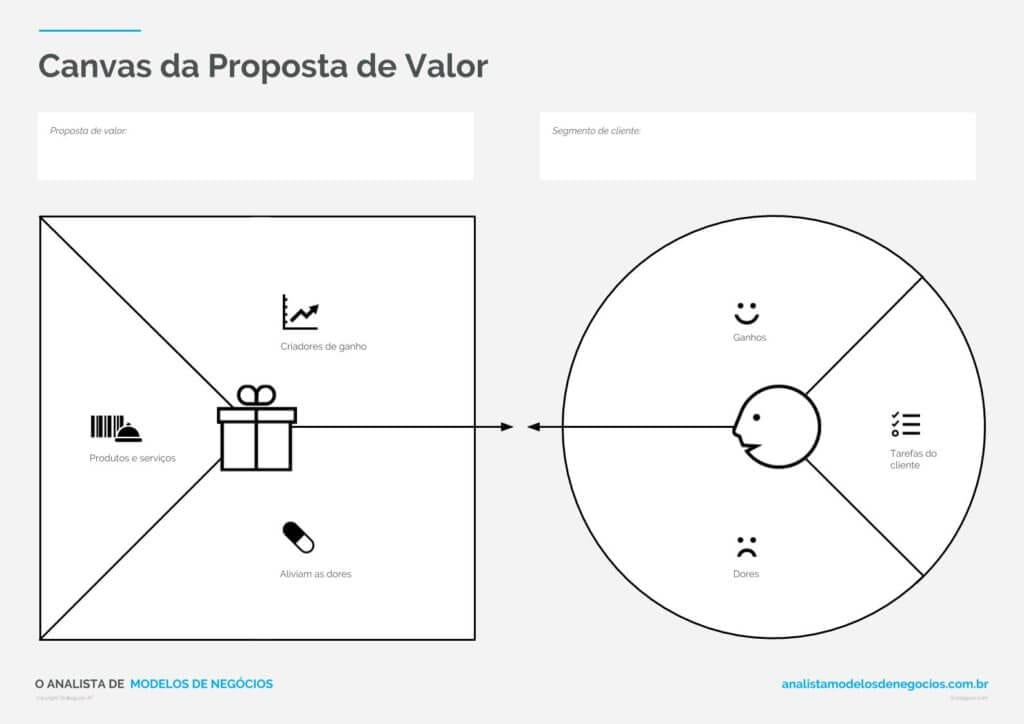 Canvas da Proposta de Valor
Proposta de valor:
Segmento de cliente:
Criadores de ganho
Produtos e serviços
Aliviam as dores
Ganhos
Tarefas do
cliente
Dores
O ANALISTA DE MODELOS DE NEGÓCIOS
analistamodelosdenegocios.com.br